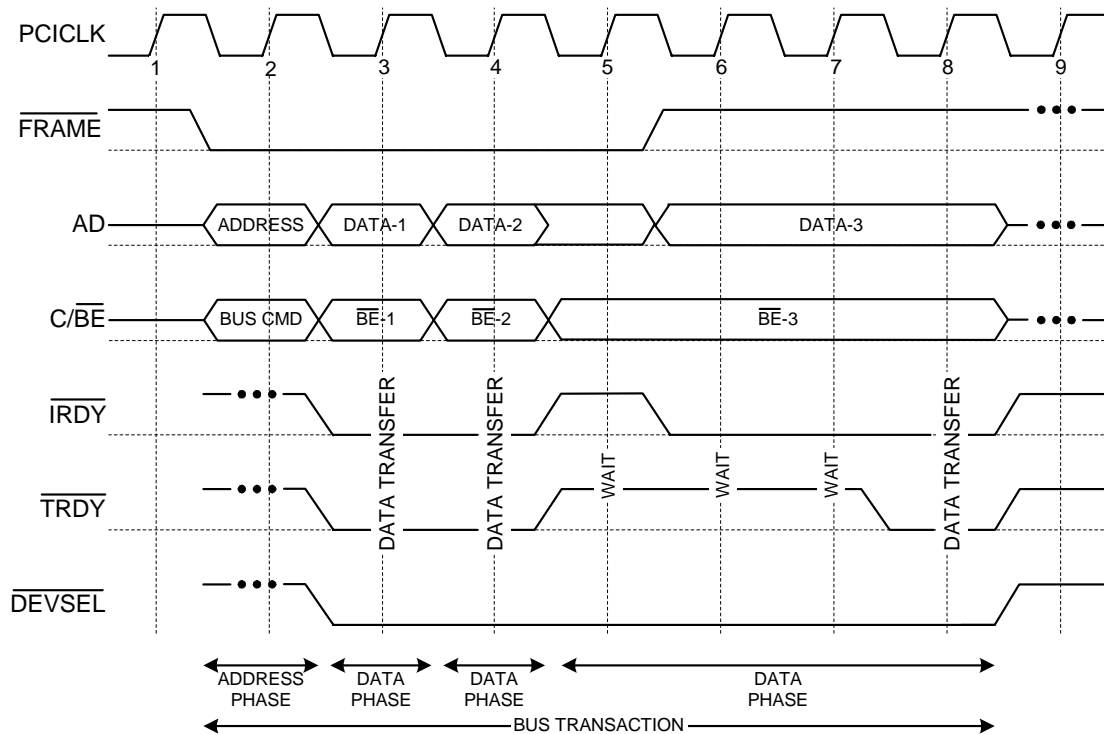 PCICLK
1 2 3 4 5 6 7 8 9
FRAME
AD
ADDRESS DATA-1 DATA-2 DATA-3
C/BE
BUS CMD BE-1 BE-2 BE-3
IRDY
DATA TRANSFER
DATA TRANSFER
WAIT
WAIT
WAIT
DATA TRANSFER
TRDY
DEVSEL
ADDRESS PHASE
DATA PHASE
DATA PHASE
DATA PHASE
BUS TRANSACTION